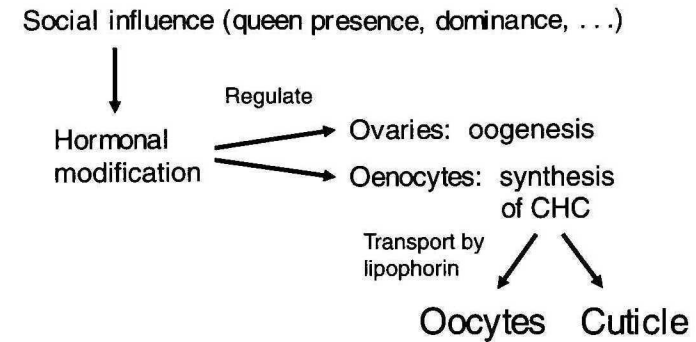 Social influence (queen presence, dominance, . . .)
Regulate
Hormonal
modification
Ovaries: oogenesis
Oenocytes: synthesis
of CHC
Transport by
lipophorin
Oocytes Cuticle